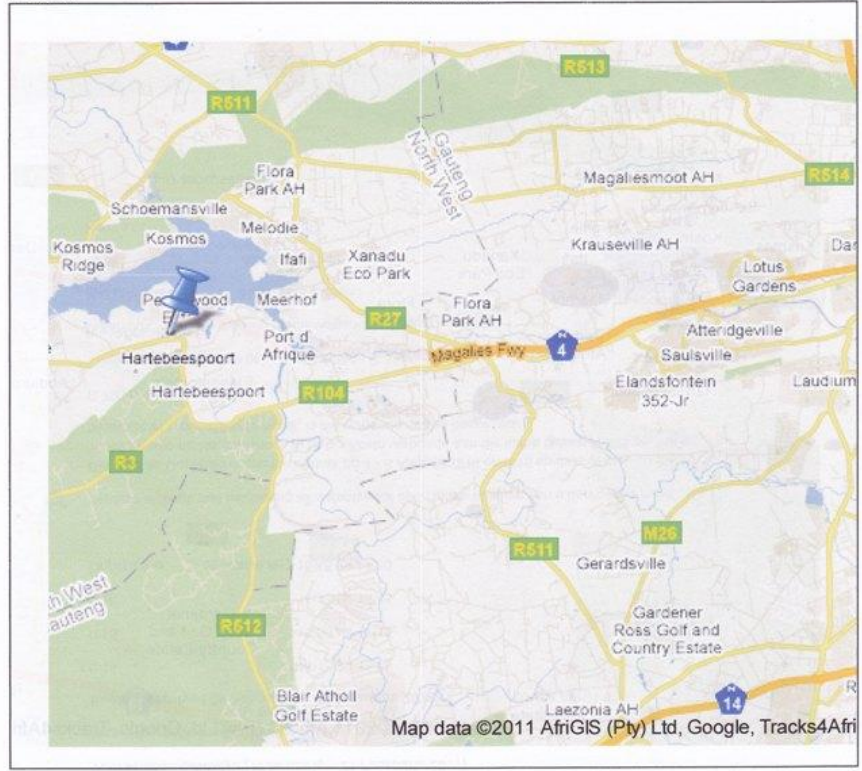 R513
R511
Gauteng
North West
Flora
Park AH
Magaliesmoot AH
R514
Schoemansville
Kosmos
Melodie
Kosmos
Ridge
Ifafi
Xanadu
Eco Park
Krauseville AH
Lotus
Gardens
Meerhof
Flora
Park AH
R27
Port d
Afrique
Atteridgeville
Magalies Fwy
N
4
Saulsville
Hartebeespoort
Elandsfontein
352-Jr
Laudium
Hartebeespoort
R104
R3
R511
M26
Gerardsville
R512
Gardener
Ross Golf and
Country Estate
Blair Atholl
Golf Estate
N
14
Laezonia AH
Map data ©2011 AfriGIS (Pty) Ltd, Google, Tracks4Afri